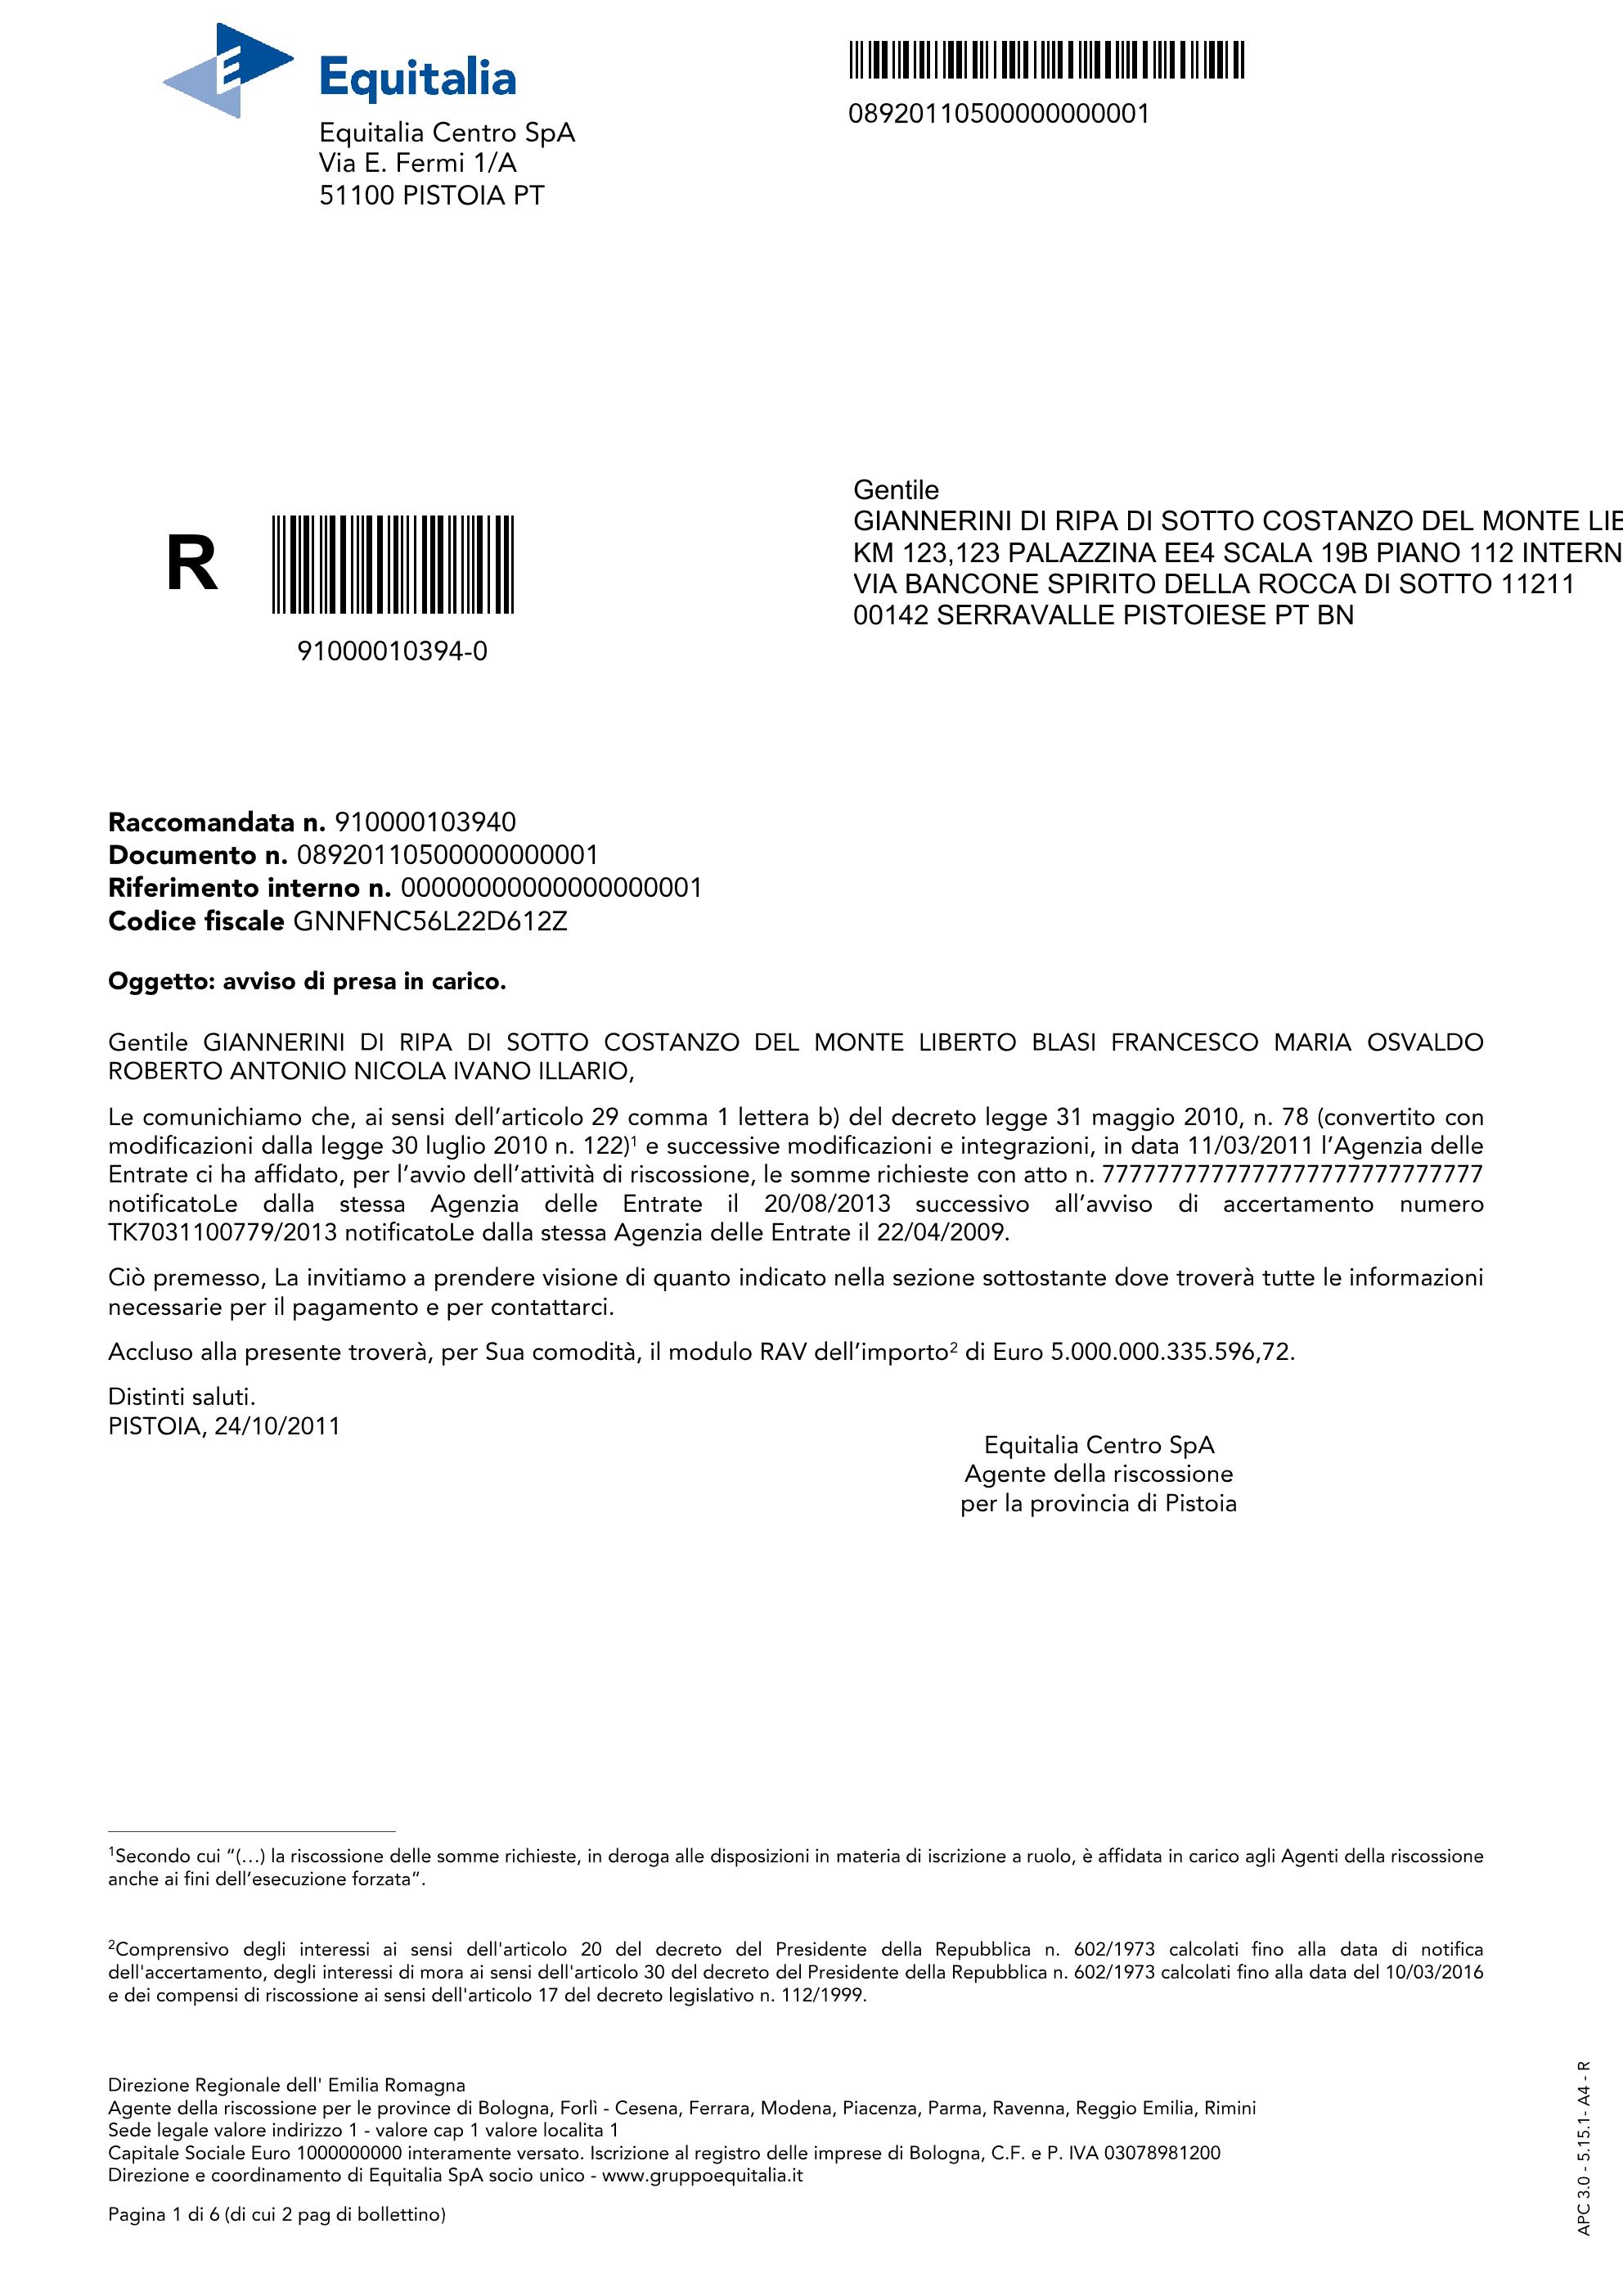 Equitalia
Equitalia Centro SpA
Via E. Fermi 1/A
51100 PISTOIA PT
08920110500000000001
Gentile
GIANNERINI DI RIPA DI SOTTO COSTANZO DEL MONTE LIB
KM 123,123 PALAZZINA EE4 SCALA 19B PIANO 112 INTERN
VIA BANCONE SPIRITO DELLA ROCCA DI SOTTO 11211
00142 SERRAVALLE PISTOIESE PT BN
R
91000010394-0
Raccomandata n. 910000103940
Documento n. 08920110500000000001
Riferimento interno n. 00000000000000000001
Codice fiscale GNNFNC56L22D612Z
Oggetto: avviso di presa in carico.
Gentile GIANNERINI DI RIPA DI SOTTO COSTANZO DEL MONTE LIBERTO BLASI FRANCESCO MARIA OSVALDO
ROBERTO ANTONIO NICOLA IVANO ILLARIO,
Le comunichiamo che, ai sensi dell’articolo 29 comma 1 lettera b) del decreto legge 31 maggio 2010, n. 78 (convertito con
modificazioni dalla legge 30 luglio 2010 n. 122)¹ e successive modificazioni e integrazioni, in data 11/03/2011 l’Agenzia delle
Entrate ci ha affidato, per l’avvio dell’attività di riscossione, le somme richieste con atto n. 7777777777777777777777777777
notificatoLe dalla stessa Agenzia delle Entrate il 20/08/2013 successivo all’avviso di accertamento numero
TK7031100779/2013 notificatoLe dalla stessa Agenzia delle Entrate il 22/04/2009.
Ciò premesso, La invitiamo a prendere visione di quanto indicato nella sezione sottostante dove troverà tutte le informazioni
necessarie per il pagamento e per contattarci.
Accluso alla presente troverà, per Sua comodità, il modulo RAV dell’importo² di Euro 5.000.000.335.596,72.
Distinti saluti.
PISTOIA, 24/10/2011
Equitalia Centro SpA
Agente della riscossione
per la provincia di Pistoia
¹Secondo cui “(…) la riscossione delle somme richieste, in deroga alle disposizioni in materia di iscrizione a ruolo, è affidata in carico agli Agenti della riscossione
anche ai fini dell’esecuzione forzata”.
²Comprensivo degli interessi ai sensi dell'articolo 20 del decreto del Presidente della Repubblica n. 602/1973 calcolati fino alla data di notifica
dell'accertamento, degli interessi di mora ai sensi dell'articolo 30 del decreto del Presidente della Repubblica n. 602/1973 calcolati fino alla data del 10/03/2016
e dei compensi di riscossione ai sensi dell'articolo 17 del decreto legislativo n. 112/1999.
Direzione Regionale dell' Emilia Romagna
Agente della riscossione per le province di Bologna, Forlì - Cesena, Ferrara, Modena, Piacenza, Parma, Ravenna, Reggio Emilia, Rimini
Sede legale valore indirizzo 1 - valore cap 1 valore localita 1
Capitale Sociale Euro 1000000000 interamente versato. Iscrizione al registro delle imprese di Bologna, C.F. e P. IVA 03078981200
Direzione e coordinamento di Equitalia SpA socio unico - www.gruppoequitalia.it
Pagina 1 di 6 (di cui 2 pag di bollettino)
APC 3.0 - 5.15.1- A4 - R